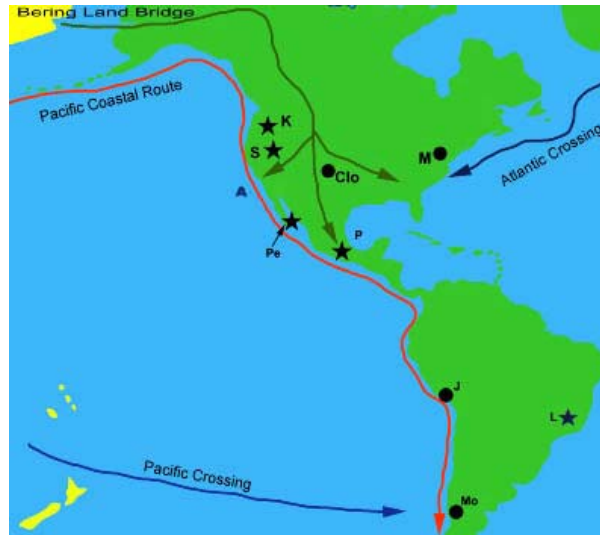 Bering Land Bridge
Pacific Coastal Route
K
S
M
Clo
Atlantic Crossing
A
Pe
P
J
L
Pacific Crossing
Mo